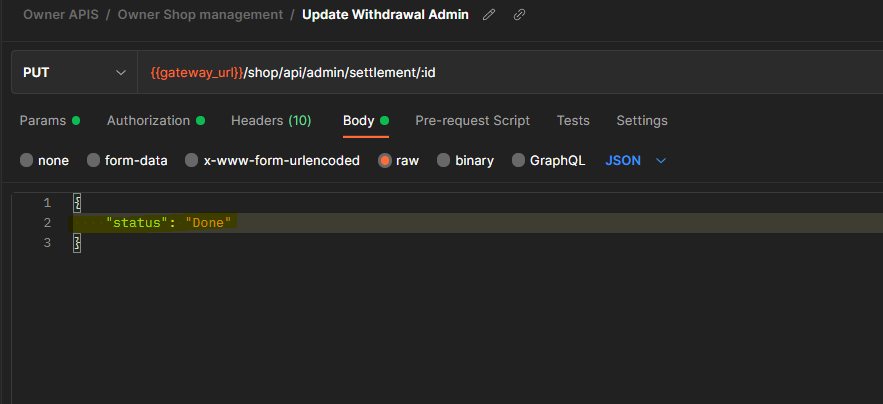 Owner APIS / Owner Shop management / Update Withdrawal Admin
PUT {{gateway_url}}/shop/api/admin/settlement/:id
Params Authorization Headers (10) Body Pre-request Script Tests Settings
none form-data x-www-form-urlencoded raw binary GraphQL JSON
1 {
2 "status": "Done"
3 }